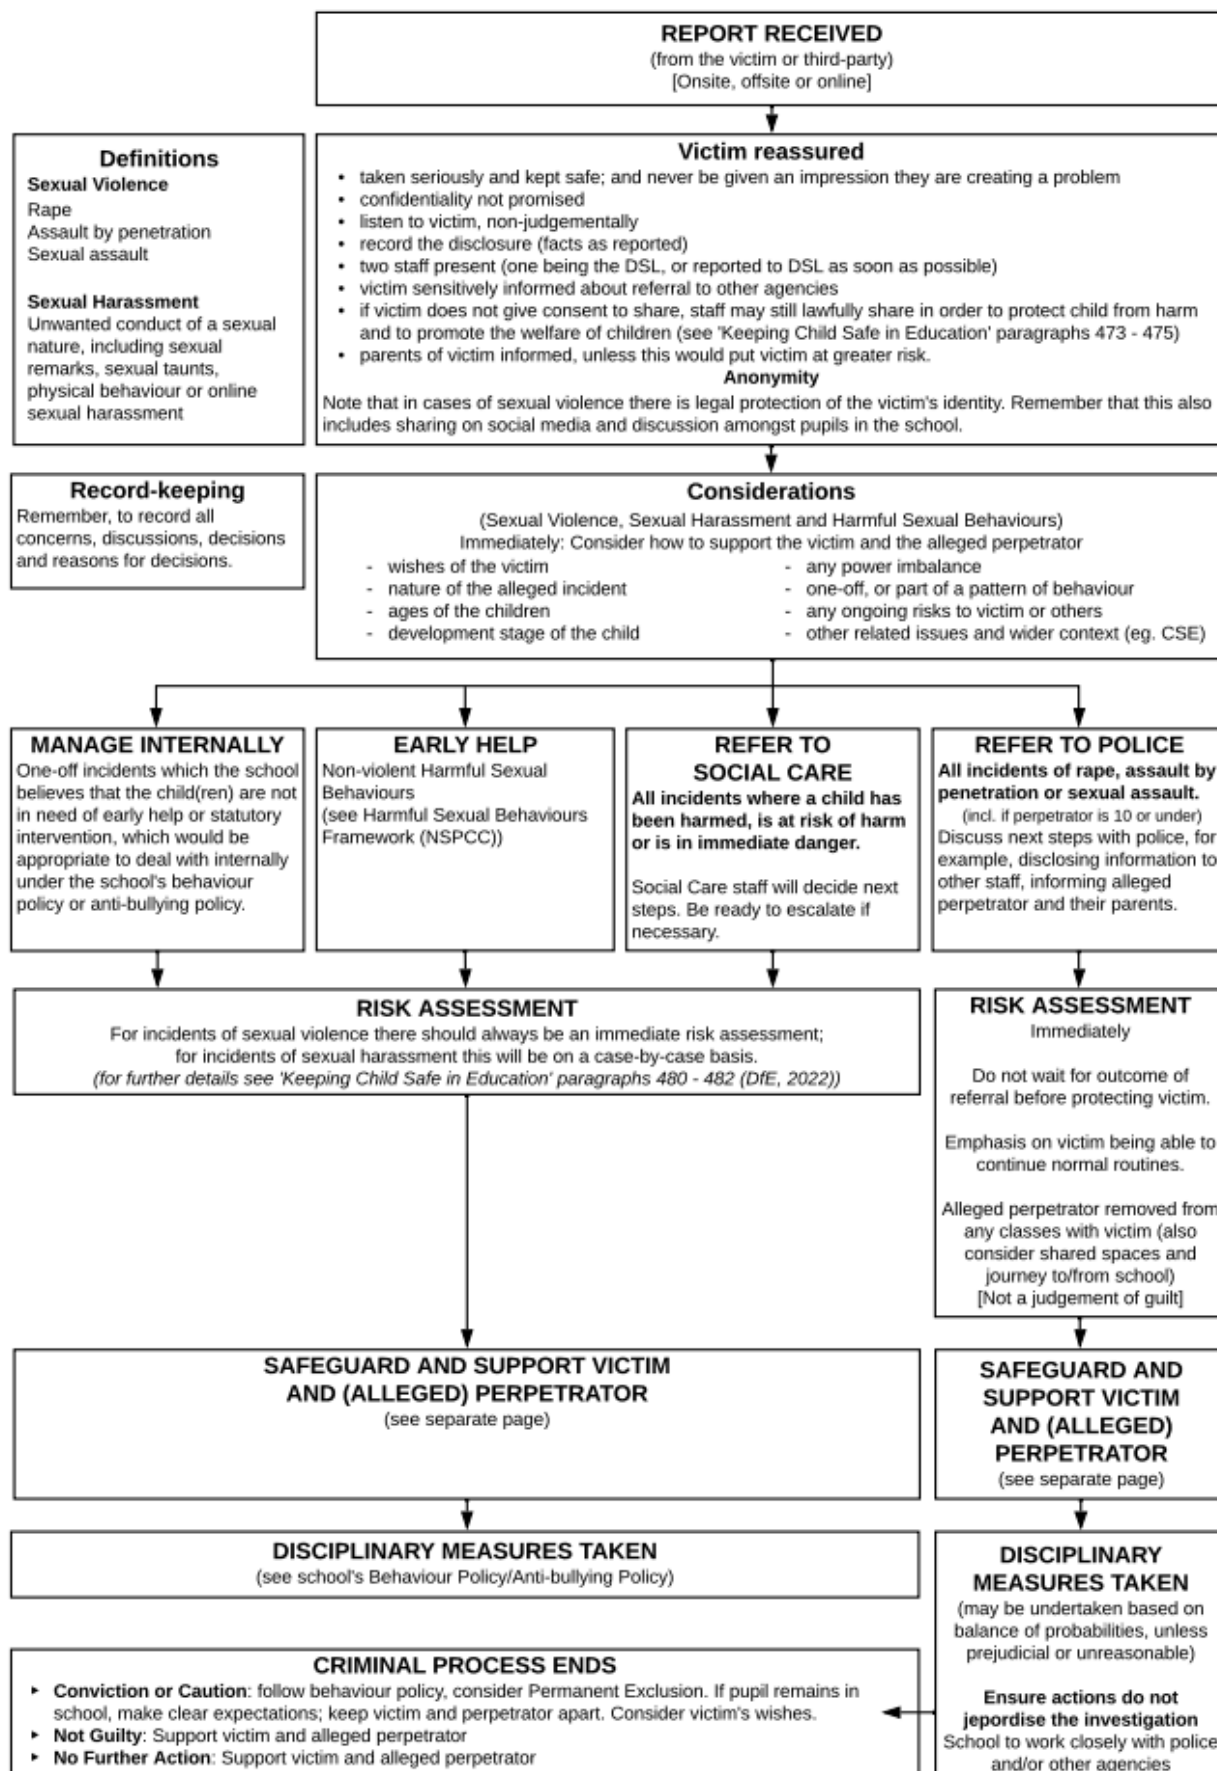 REPORT RECEIVED
(from the victim or third-party)
[Onsite, offsite or online]
Definitions
Sexual Violence
Rape
Assault by penetration
Sexual assault
Sexual Harassment
Unwanted conduct of a sexual
nature, including sexual
remarks, sexual taunts,
physical behaviour or online
sexual harassment
Victim reassured
• taken seriously and kept safe; and never be given an impression they are creating a problem
• confidentiality not promised
• listen to victim, non-judgementally
• record the disclosure (facts as reported)
• two staff present (one being the DSL, or reported to DSL as soon as possible)
• victim sensitively informed about referral to other agencies
• if victim does not give consent to share, staff may still lawfully share in order to protect child from harm
and to promote the welfare of children (see 'Keeping Child Safe in Education' paragraphs 473 - 475)
• parents of victim informed, unless this would put victim at greater risk.
Anonymity
Note that in cases of sexual violence there is legal protection of the victim's identity. Remember that this also
includes sharing on social media and discussion amongst pupils in the school.
Record-keeping
Remember, to record all
concerns, discussions, decisions
and reasons for decisions.
Considerations
(Sexual Violence, Sexual Harassment and Harmful Sexual Behaviours)
Immediately: Consider how to support the victim and the alleged perpetrator
- wishes of the victim
- nature of the alleged incident
- ages of the children
- development stage of the child
- any power imbalance
- one-off, or part of a pattern of behaviour
- any ongoing risks to victim or others
- other related issues and wider context (eg. CSE)
MANAGE INTERNALLY
One-off incidents which the school
believes that the child(ren) are not
in need of early help or statutory
intervention, which would be
appropriate to deal with internally
under the school's behaviour
policy or anti-bullying policy.
EARLY HELP
Non-violent Harmful Sexual
Behaviours
(see Harmful Sexual Behaviours
Framework (NSPCC))
REFER TO
SOCIAL CARE
All incidents where a child has
been harmed, is at risk of harm
or is in immediate danger.
Social Care staff will decide next
steps. Be ready to escalate if
necessary.
REFER TO POLICE
All incidents of rape, assault by
penetration or sexual assault.
(incl. if perpetrator is 10 or under)
Discuss next steps with police, for
example, disclosing information to
other staff, informing alleged
perpetrator and their parents.
RISK ASSESSMENT
For incidents of sexual violence there should always be an immediate risk assessment;
for incidents of sexual harassment this will be on a case-by-case basis.
(for further details see 'Keeping Child Safe in Education' paragraphs 480 - 482 (DfE, 2022))
RISK ASSESSMENT
Immediately
Do not wait for outcome of
referral before protecting victim.
Emphasis on victim being able to
continue normal routines.
Alleged perpetrator removed from
any classes with victim (also
consider shared spaces and
journey to/from school)
[Not a judgement of guilt]
SAFEGUARD AND SUPPORT VICTIM
AND (ALLEGED) PERPETRATOR
(see separate page)
SAFEGUARD AND
SUPPORT VICTIM
AND (ALLEGED)
PERPETRATOR
(see separate page)
DISCIPLINARY MEASURES TAKEN
(see school's Behaviour Policy/Anti-bullying Policy)
DISCIPLINARY
MEASURES TAKEN
(may be undertaken based on
balance of probabilities, unless
prejudicial or unreasonable)
Ensure actions do not
jepordise the investigation
School to work closely with police
and/or other agencies
CRIMINAL PROCESS ENDS
‣ Conviction or Caution: follow behaviour policy, consider Permanent Exclusion. If pupil remains in
school, make clear expectations; keep victim and perpetrator apart. Consider victim's wishes.
‣ Not Guilty: Support victim and alleged perpetrator
‣ No Further Action: Support victim and alleged perpetrator